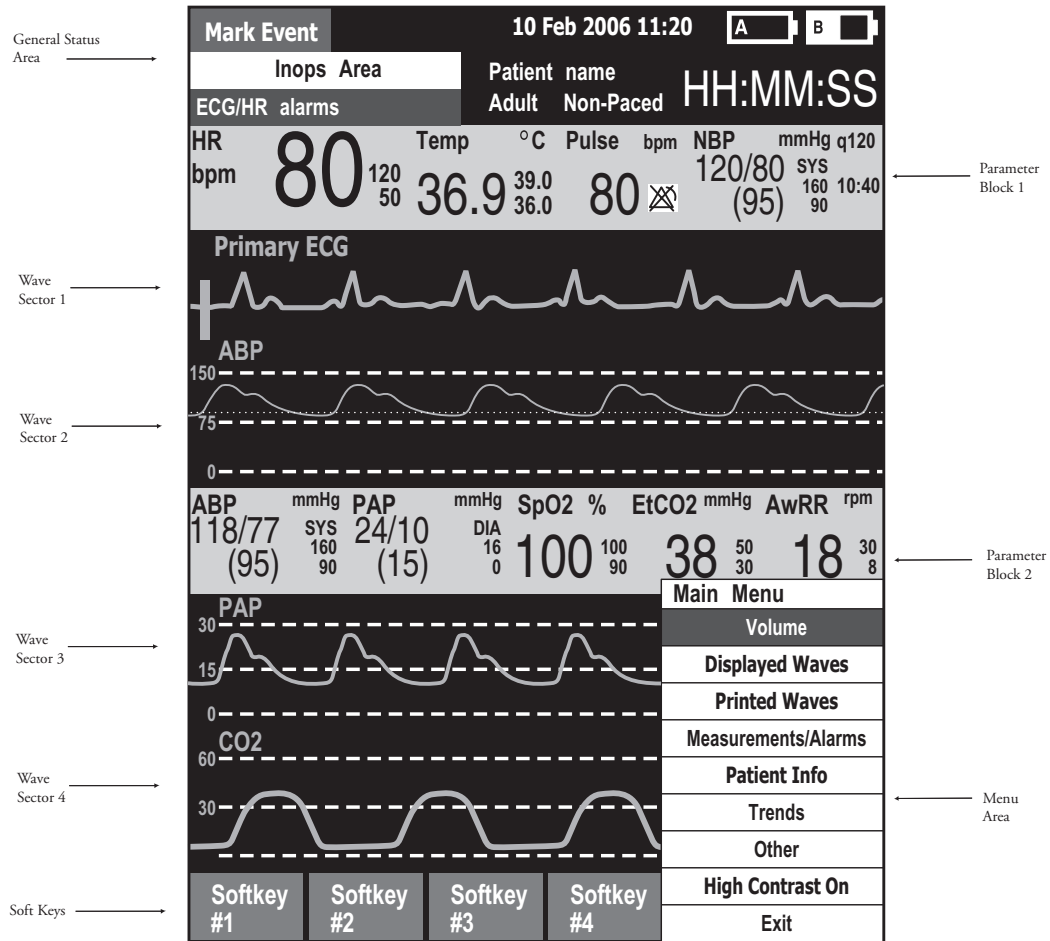 Mark Event
10 Feb 2006 11:20
A
B
General Status
Area
Inops Area
Patient name
HH:MM:SS
ECG/HR alarms
Adult Non-Paced
HR
bpm
80
120
50
Temp °C
36.9
39.0
36.0
Pulse bpm
80
NBP mmHg q120
120/80 SYS
(95)
160
90
10:40
Parameter
Block 1
Primary ECG
Wave
Sector 1
ABP
150
75
0
Wave
Sector 2
ABP mmHg
118/77 SYS
(95)
160
90
PAP mmHg
24/10 DIA
(15)
16
0
SpO2 %
100
100
90
EtCO2 mmHg
38
50
30
AwRR rpm
18
30
8
Parameter
Block 2
PAP
30
15
0
Wave
Sector 3
CO2
60
30
Wave
Sector 4
Main Menu
Volume
Displayed Waves
Printed Waves
Measurements/Alarms
Patient Info
Trends
Other
High Contrast On
Exit
Menu
Area
Soft Keys
Softkey
#1
Softkey
#2
Softkey
#3
Softkey
#4